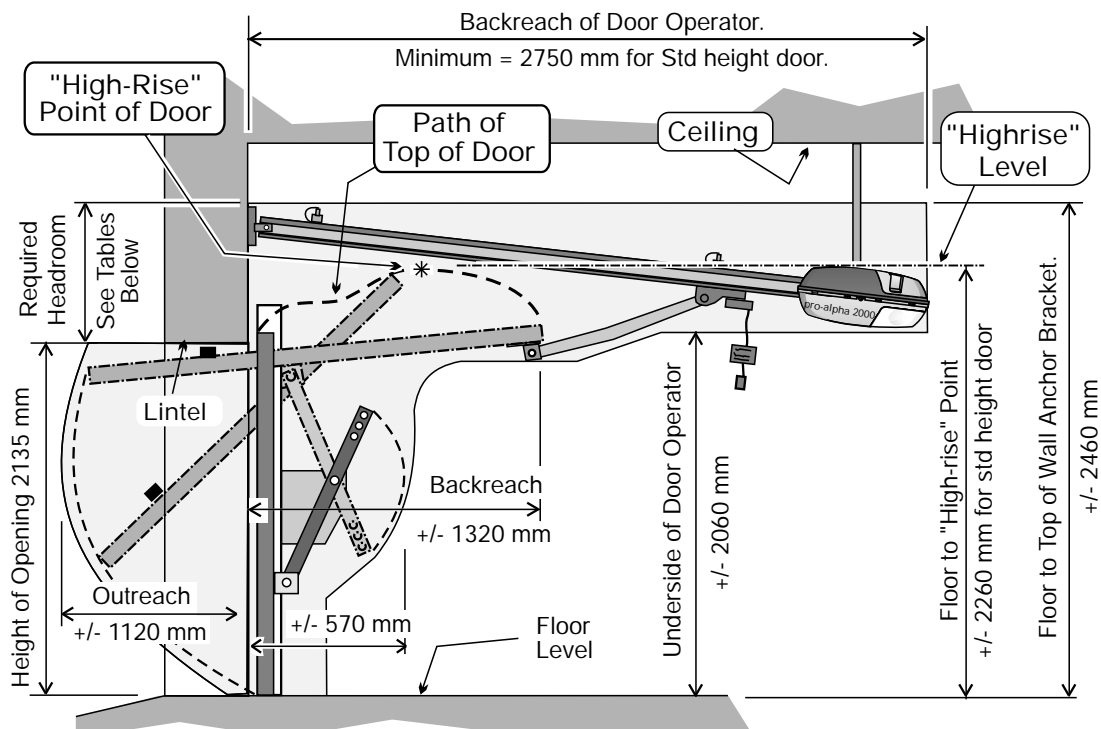 Backreach of Door Operator.
Minimum = 2750 mm for Std height door.
"High-Rise"
Point of Door
Path of
Top of Door
Ceiling
"Highrise"
Level
Required
Headroom
See Tables
Below
pro-alpha 2000
Lintel
Height of Opening 2135 mm
Backreach
+/- 1320 mm
Outreach
+/- 1120 mm
+/- 570 mm
Floor
Level
Underside of Door Operator
+/- 2060 mm
Floor to "High-rise" Point
+/- 2260 mm for std height door
Floor to Top of Wall Anchor Bracket.
+/- 2460 mm